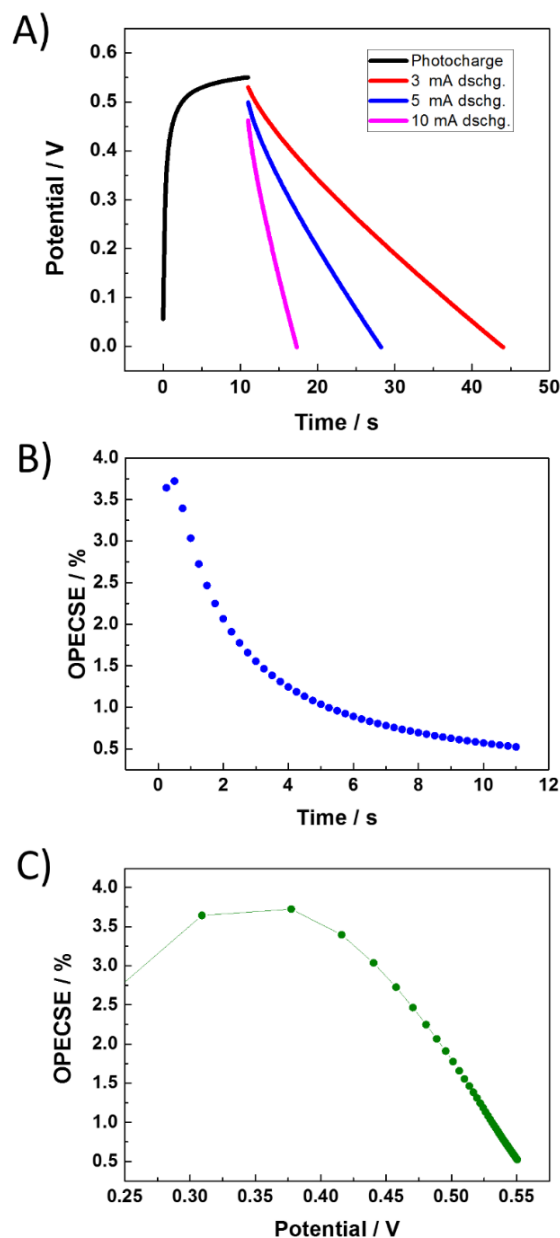 A)
Potential / V
0.6
0.5
0.4
0.3
0.2
0.1
0.0
Photocharge
3 mA dschg.
5 mA dschg.
10 mA dschg.
0 10 20 30 40 50
Time / s
B)
OPECSE / %
4.0
3.5
3.0
2.5
2.0
1.5
1.0
0.5
0 2 4 6 8 10 12
Time / s
C)
OPECSE / %
4.0
3.5
3.0
2.5
2.0
1.5
1.0
0.5
0.25 0.30 0.35 0.40 0.45 0.50 0.55
Potential / V